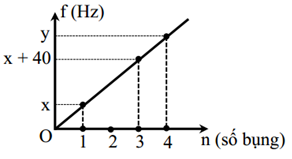 f (Hz)
y
x + 40
x
O
1 2 3 4 n (số bụng)